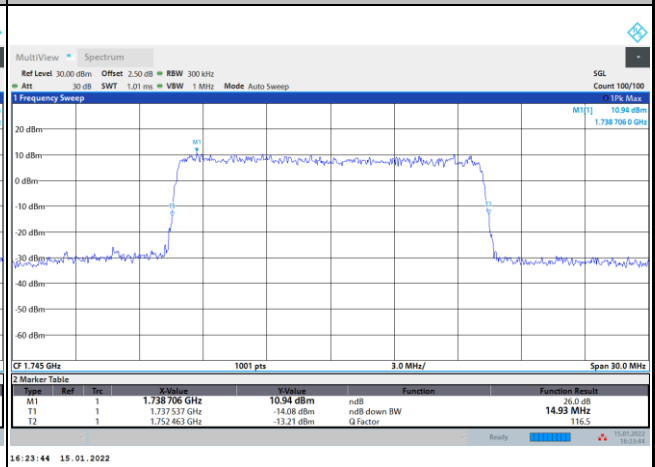 MultiView Spectrum
Ref Level 30.00 dBm Offset 2.50 dB RBW 300 kHz SGL
Att 30 dB SWT 1.01 ms VBW 1 MHz Mode Auto Sweep Count 100/100
1 Frequency Sweep 1Pk Max
M1[1] 10.94 dBm
1.738 706 0 GHz
M1
20 dBm
10 dBm
0 dBm
-10 dBm
-20 dBm
-30 dBm
-40 dBm
-50 dBm
-60 dBm
CF 1.745 GHz 1001 pts 3.0 MHz/ Span 30.0 MHz
2 Marker Table
Type Ref Trc X-Value Y-Value Function Function Result
M1 1 1.738 706 GHz 10.94 dBm ndB 26.0 dB
T1 1 1.737 537 GHz -14.08 dBm ndB down BW 14.93 MHz
T2 1 1.752 463 GHz -13.21 dBm Q Factor 116.5
Ready 15.01.2022
16:23:44
16:23:44 15.01.2022